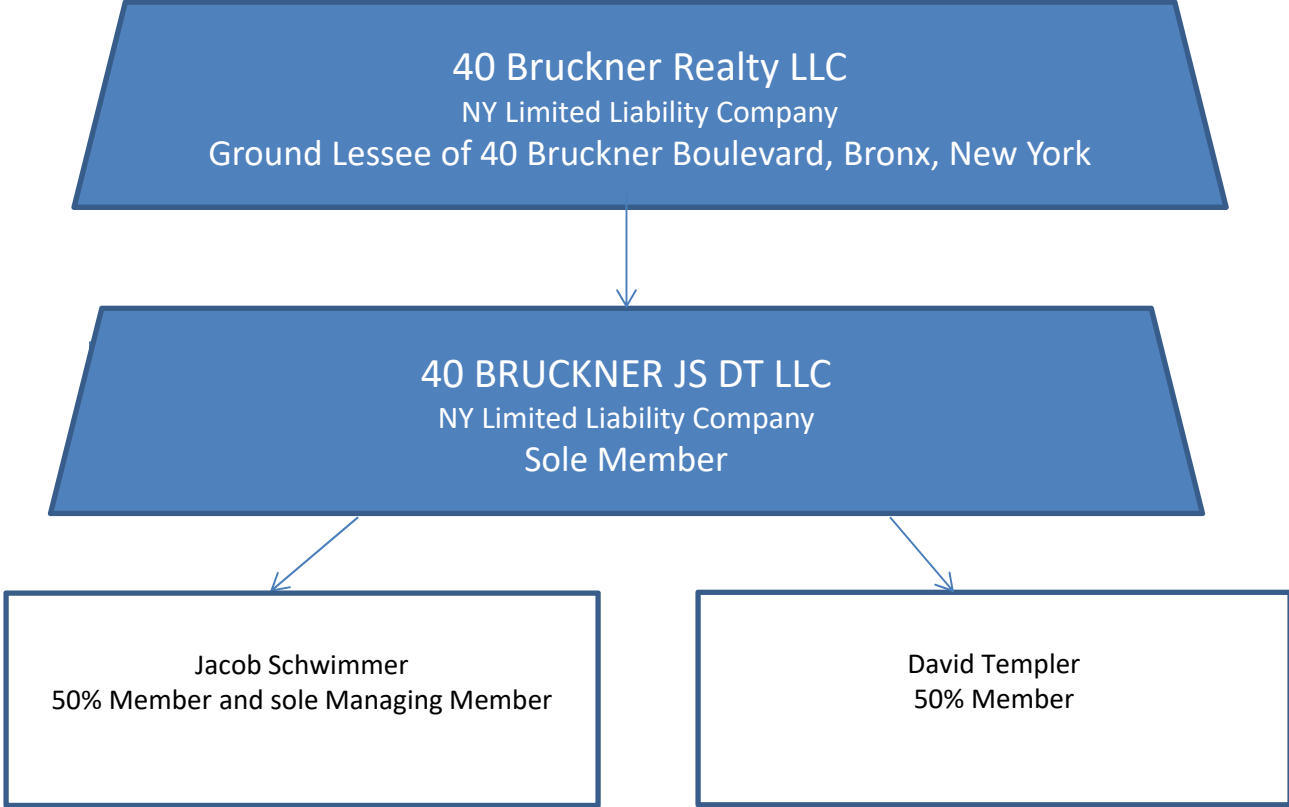 40 Bruckner Realty LLC
NY Limited Liability Company
Ground Lessee of 40 Bruckner Boulevard, Bronx, New York
40 BRUCKNER JS DT LLC
NY Limited Liability Company
Sole Member
Jacob Schwimmer
50% Member and sole Managing Member
David Templer
50% Member